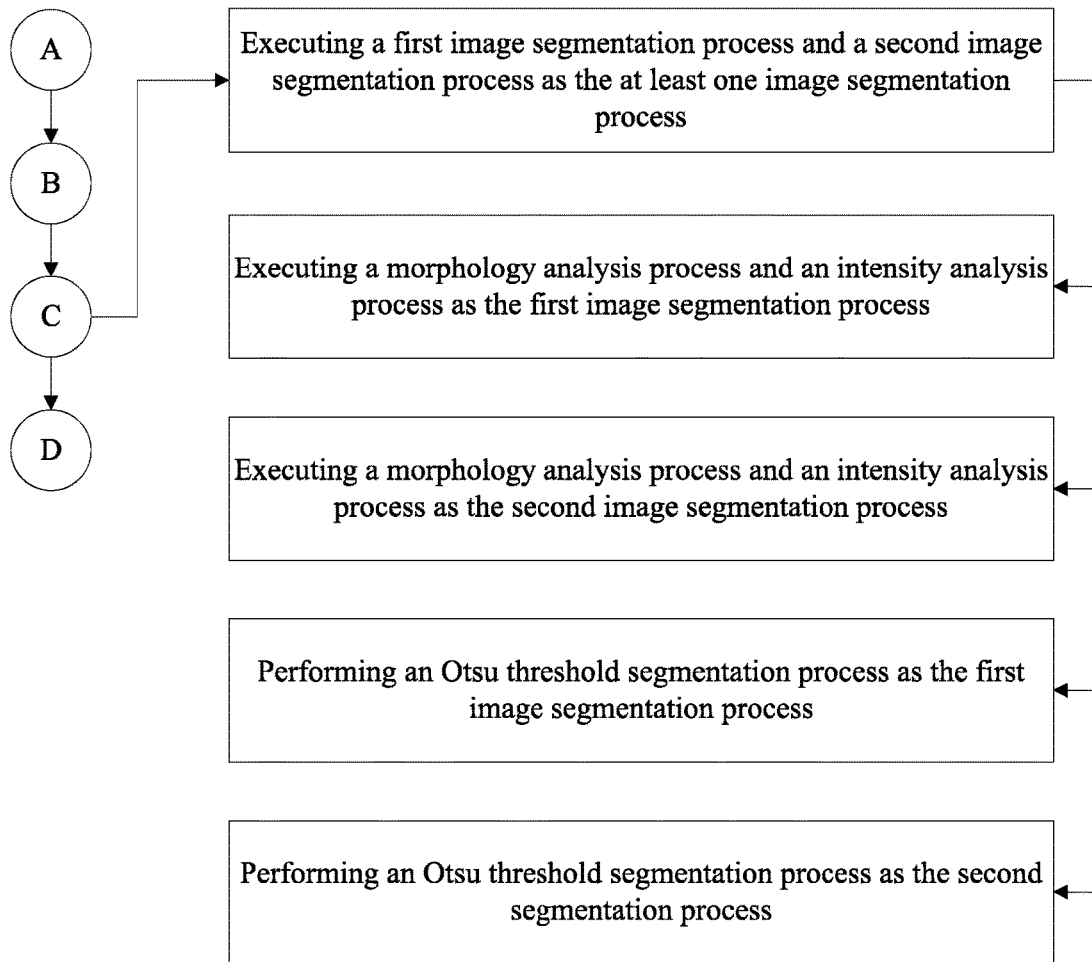 A
B
C
D
Executing a first image segmentation process and a second image
segmentation process as the at least one image segmentation
process
Executing a morphology analysis process and an intensity analysis
process as the first image segmentation process
Executing a morphology analysis process and an intensity analysis
process as the second image segmentation process
Performing an Otsu threshold segmentation process as the first
image segmentation process
Performing an Otsu threshold segmentation process as the second
segmentation process